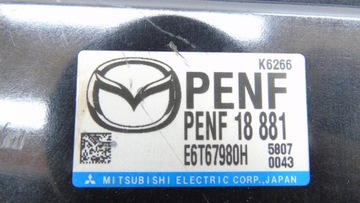 K6266
PENF
PENF 18 881
E6T67980H
5807
0043
MITSUBISHI ELECTRIC CORP., JAPAN